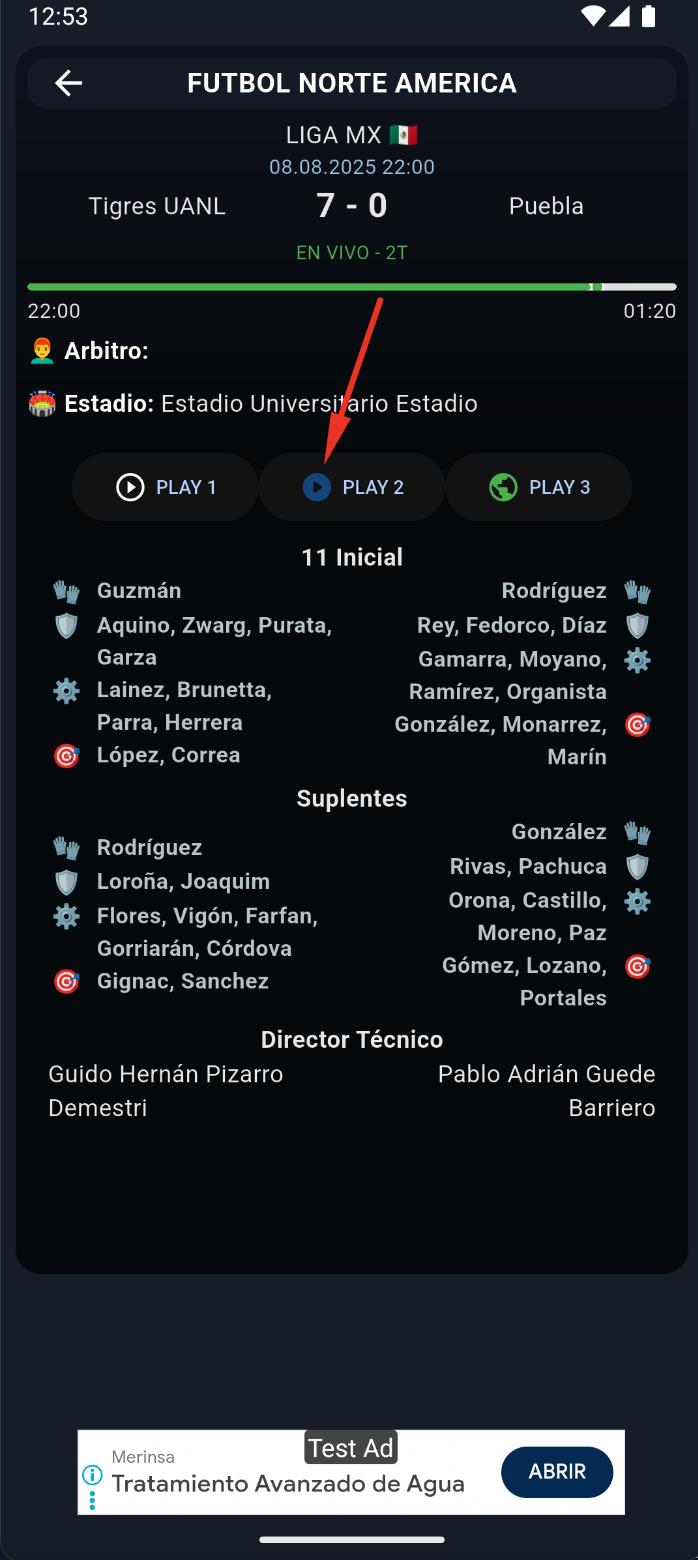 12:53
FUTBOL NORTE AMERICA
LIGA MX
08.08.2025 22:00
Tigres UANL 7 - 0 Puebla
EN VIVO - 2T
22:00 01:20
Arbitro:
Estadio: Estadio Universitario Estadio
PLAY 1 PLAY 2 PLAY 3
11 Inicial
Guzmán Rodríguez
Aquino, Zwarg, Purata, Rey, Fedorco, Díaz
Garza Gamarra, Moyano,
Lainez, Brunetta, Ramírez, Organista
Parra, Herrera González, Monarrez,
López, Correa Marín
Suplentes
González
Rodríguez Rivas, Pachuca
Loroña, Joaquim Orona, Castillo,
Flores, Vigón, Farfan, Moreno, Paz
Gorriarán, Córdova Gómez, Lozano,
Gignac, Sanchez Portales
Director Técnico
Guido Hernán Pizarro Pablo Adrián Guede
Demestri Barriero
Test Ad
Merinsa
Tratamiento Avanzado de Agua
ABRIR